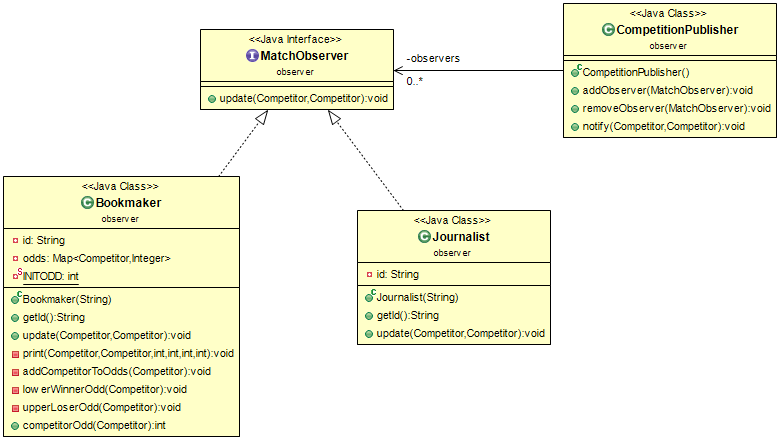 <<Java Interface>>
MatchObserver
observer
update(Competitor,Competitor):void
-observers
0..*
<<Java Class>>
CompetitionPublisher
observer
CompetitionPublisher()
addObserver(MatchObserver):void
removeObserver(MatchObserver):void
notify(Competitor,Competitor):void
<<Java Class>>
Bookmaker
observer
id: String
odds: Map<Competitor,Integer>
INITODD: int
Bookmaker(String)
getId():String
update(Competitor,Competitor):void
print(Competitor,Competitor,int,int,int,int):void
addCompetitorToOdds(Competitor):void
lowerWinnerOdd(Competitor):void
upperLoserOdd(Competitor):void
competitorOdd(Competitor):int
<<Java Class>>
Journalist
observer
id: String
Journalist(String)
getId():String
update(Competitor,Competitor):void